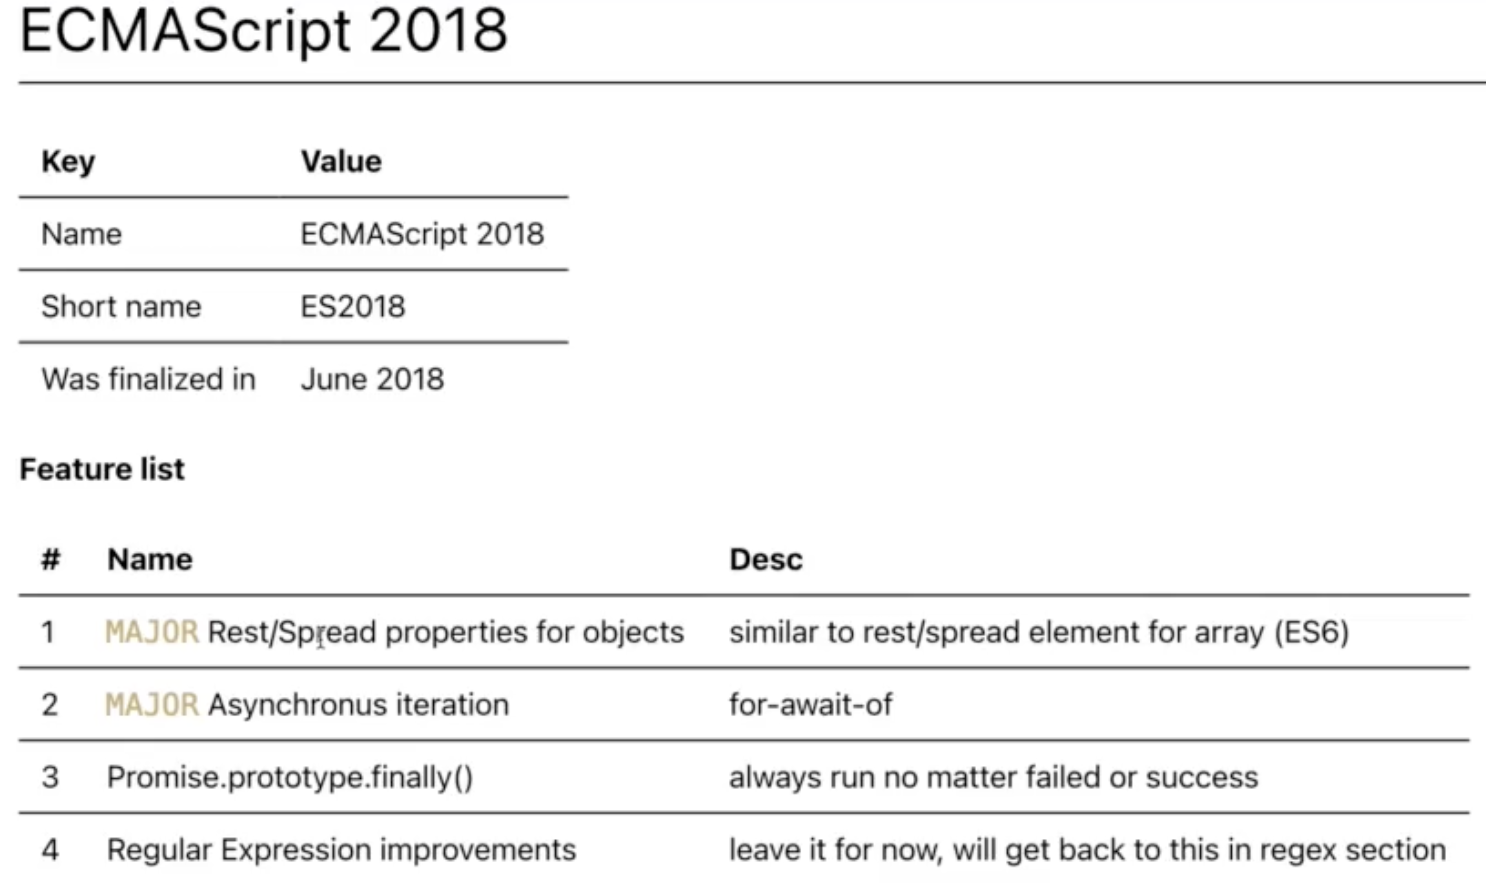 ECMAScript 2018
Key Value
Name ECMAScript 2018
Short name ES2018
Was finalized in June 2018
Feature list
# Name Desc
1 MAJOR Rest/Spread properties for objects similar to rest/spread element for array (ES6)
2 MAJOR Asynchronus iteration for-await-of
3 Promise.prototype.finally() always run no matter failed or success
4 Regular Expression improvements leave it for now, will get back to this in regex section